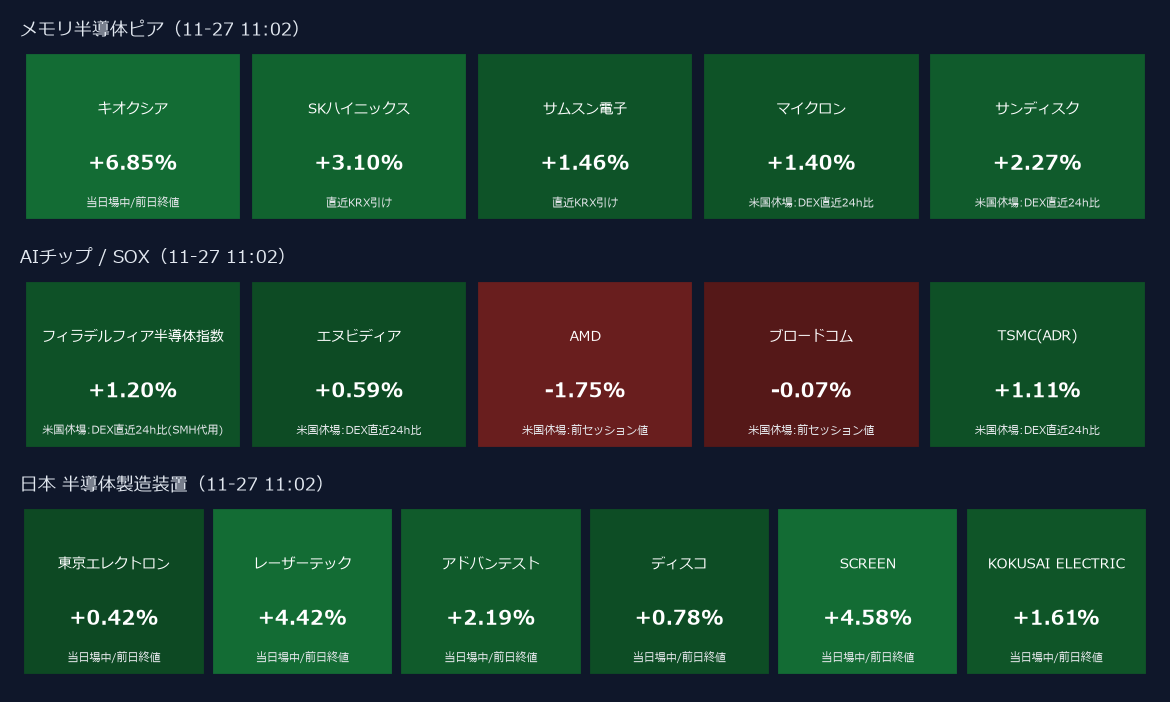 メモリ半導体ピア（11-27 11:02）
キオクシア
+6.85%
当日場中/前日終値
SKハイニックス
+3.10%
直近KRX引け
サムスン電子
+1.46%
直近KRX引け
マイクロン
+1.40%
米国休場:DEX直近24h比
サンディスク
+2.27%
米国休場:DEX直近24h比
AIチップ / SOX（11-27 11:02）
フィラデルフィア半導体指数
+1.20%
米国休場:DEX直近24h比(SMH代用)
エヌビディア
+0.59%
米国休場:DEX直近24h比
AMD
-1.75%
米国休場:前セッション値
ブロードコム
-0.07%
米国休場:前セッション値
TSMC(ADR)
+1.11%
米国休場:DEX直近24h比
日本 半導体製造装置（11-27 11:02）
東京エレクトロン
+0.42%
当日場中/前日終値
レーザーテック
+4.42%
当日場中/前日終値
アドバンテスト
+2.19%
当日場中/前日終値
ディスコ
+0.78%
当日場中/前日終値
SCREEN
+4.58%
当日場中/前日終値
KOKUSAI ELECTRIC
+1.61%
当日場中/前日終値